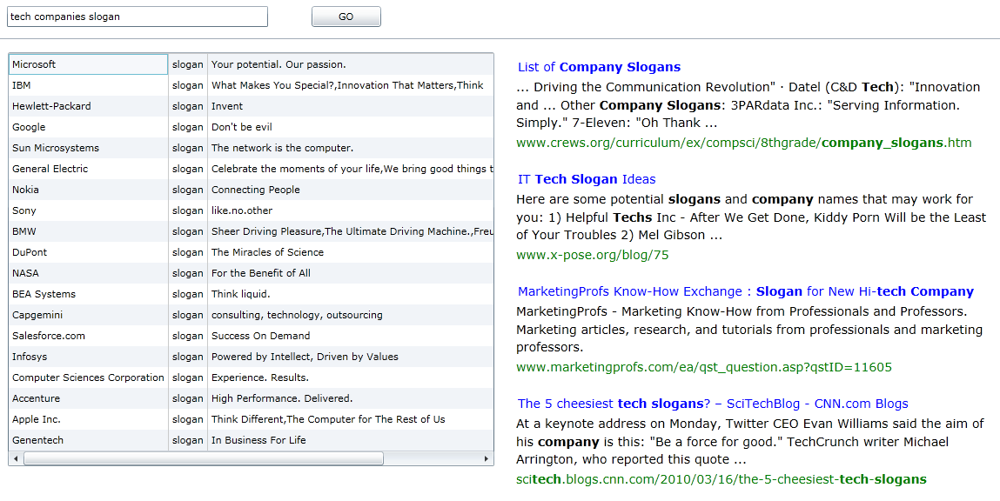 tech companies slogan
GO
Microsoft slogan Your potential. Our passion.
IBM slogan What Makes You Special?,Innovation That Matters,Think
Hewlett-Packard slogan Invent
Google slogan Don't be evil
Sun Microsystems slogan The network is the computer.
General Electric slogan Celebrate the moments of your life,We bring good things t
Nokia slogan Connecting People
Sony slogan like.no.other
BMW slogan Sheer Driving Pleasure,The Ultimate Driving Machine.,Freu
DuPont slogan The Miracles of Science
NASA slogan For the Benefit of All
BEA Systems slogan Think liquid.
Capgemini slogan consulting, technology, outsourcing
Salesforce.com slogan Success On Demand
Infosys slogan Powered by Intellect, Driven by Values
Computer Sciences Corporation slogan Experience. Results.
Accenture slogan High Performance. Delivered.
Apple Inc. slogan Think Different,The Computer for The Rest of Us
Genentech slogan In Business For Life
List of Company Slogans
... Driving the Communication Revolution" · Datel (C&D Tech): "Innovation
and ... Other Company Slogans: 3PARdata Inc.: "Serving Information.
Simply." 7-Eleven: "Oh Thank ...
www.crews.org/curriculum/ex/compsci/8thgrade/company_slogans.htm
IT Tech Slogan Ideas
Here are some potential slogans and company names that may work for
you: 1) Helpful Techs Inc - After We Get Done, Kiddy Porn Will be the Least
of Your Troubles 2) Mel Gibson ...
www.x-pose.org/blog/75
MarketingProfs Know-How Exchange : Slogan for New Hi-tech Company
MarketingProfs - Marketing Know-How from Professionals and Professors.
Marketing articles, research, and tutorials from professionals and marketing
professors.
www.marketingprofs.com/ea/qst_question.asp?qstID=11605
The 5 cheesiest tech slogans? – SciTechBlog - CNN.com Blogs
At a keynote address on Monday, Twitter CEO Evan Williams said the aim of
his company is this: "Be a force for good." TechCrunch writer Michael
Arrington, who reported this quote ...
scitech.blogs.cnn.com/2010/03/16/the-5-cheesiest-tech-slogans